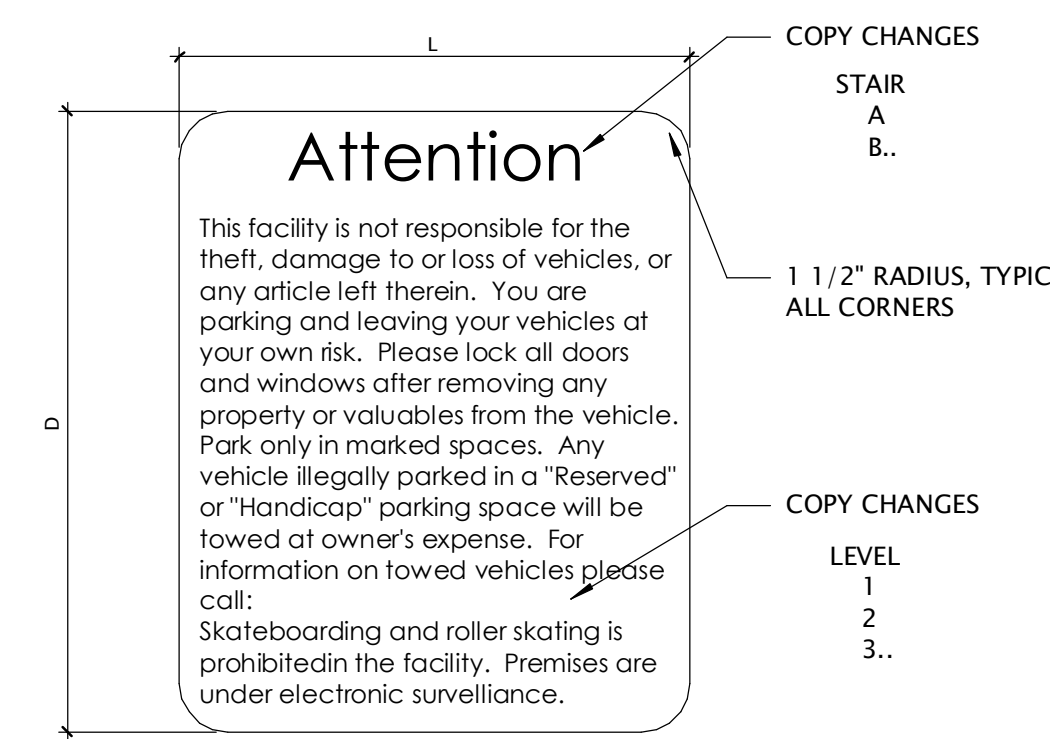 L
COPY CHANGES
STAIR
A
B..
D
Attention
This facility is not responsible for the
theft, damage to or loss of vehicles, or
any article left therein.  You are
parking and leaving your vehicles at
your own risk.  Please lock all doors
and windows after removing any
property or valuables from the vehicle.
Park only in marked spaces.  Any
vehicle illegally parked in a "Reserved"
or "Handicap" parking space will be
towed at owner's expense.  For
information on towed vehicles please
call:
Skateboarding and roller skating is
prohibitedin the facility.  Premises are
under electronic survelliance.
1 1/2" RADIUS, TYPIC
ALL CORNERS
COPY CHANGES
LEVEL
1
2
3..